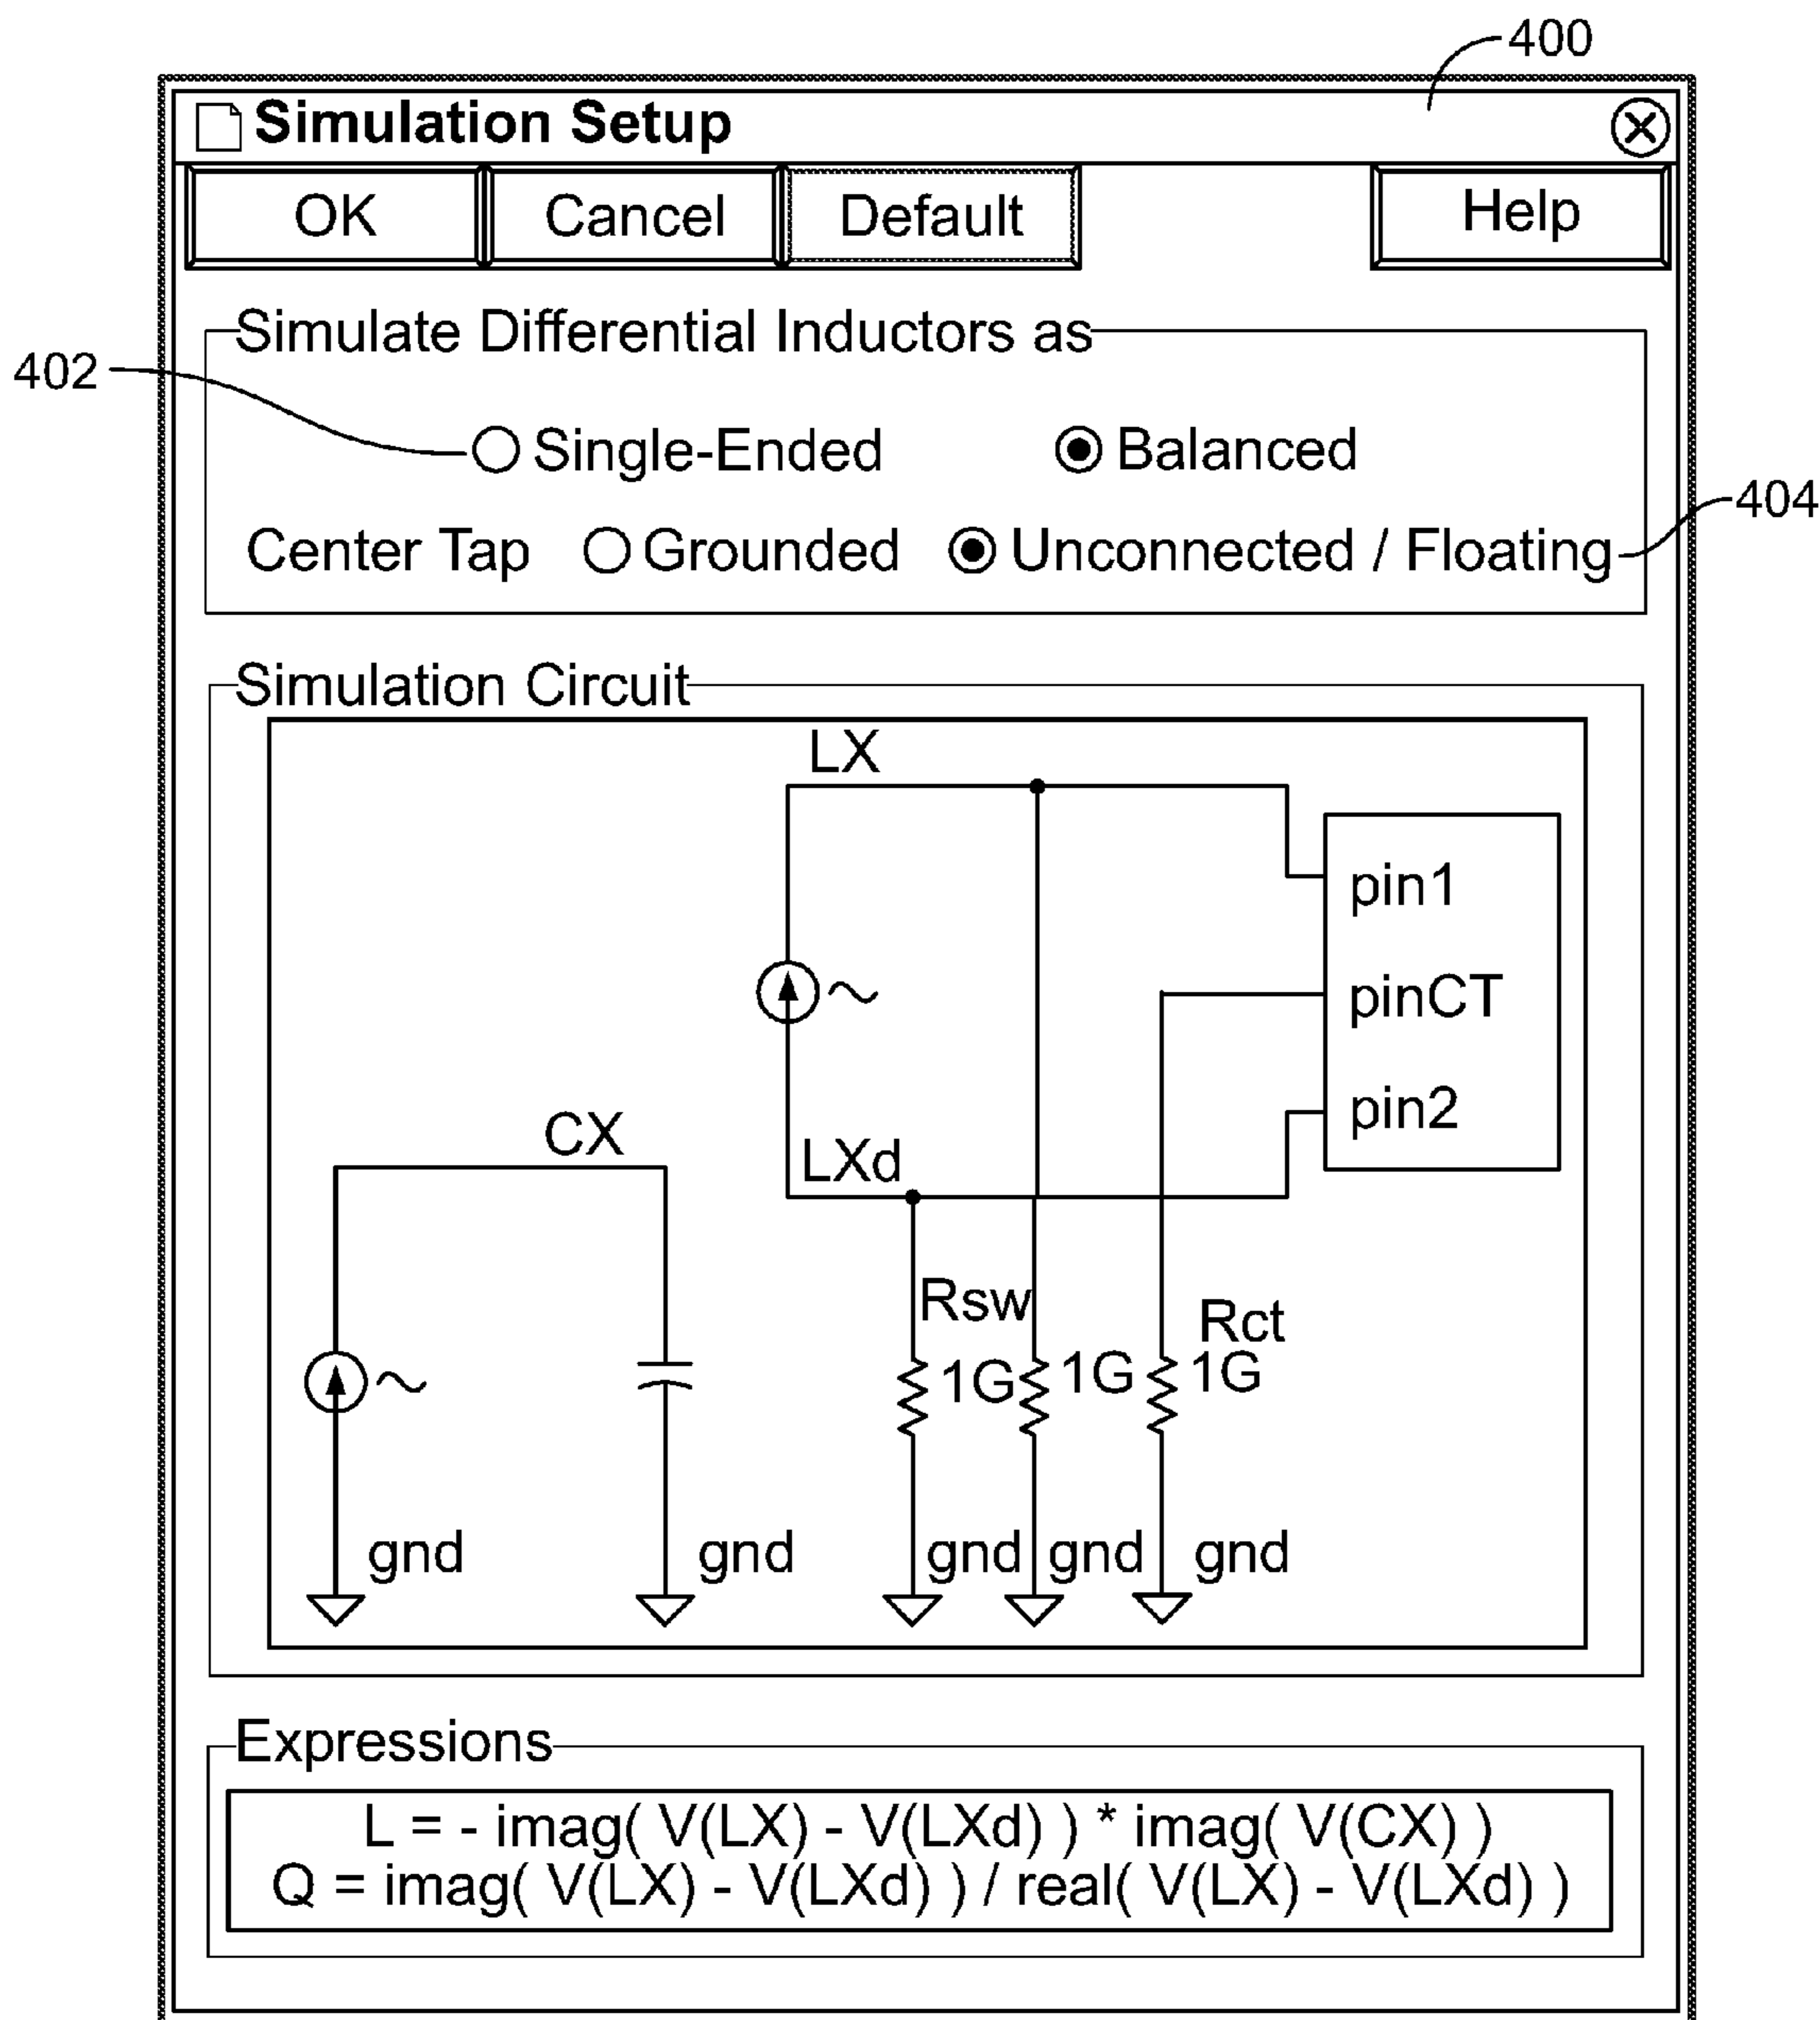 400
Simulation Setup
OK Cancel Default Help
Simulate Differential Inductors as
402
Single-Ended Balanced
404
Center Tap Grounded Unconnected / Floating
Simulation Circuit
LX
pin1
pinCT
pin2
CX
LXd
Rsw
Rct
1G 1G 1G
gnd gnd gnd gnd gnd
Expressions
L = - imag( V(LX) - V(LXd) ) * imag( V(CX) )
Q = imag( V(LX) - V(LXd) ) / real( V(LX) - V(LXd) )